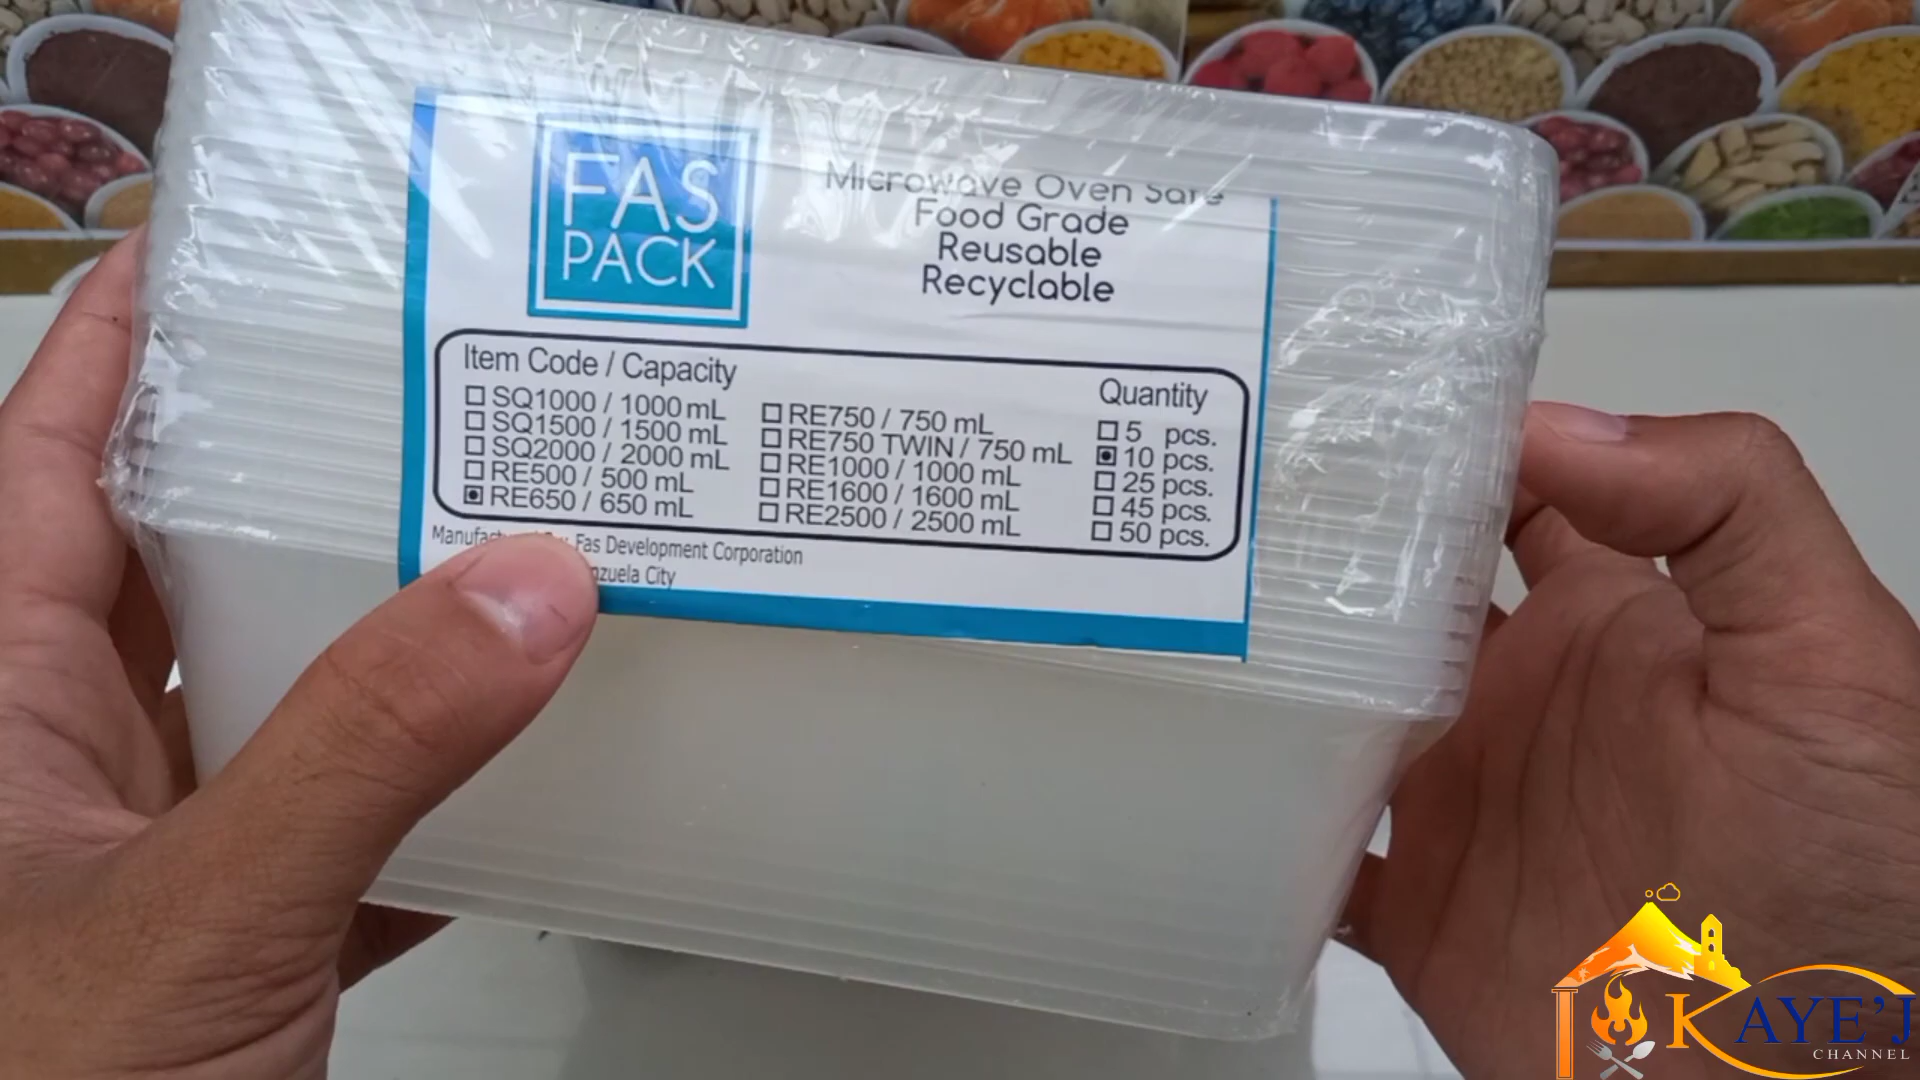 FAS
PACK
Microwave Oven Safe
Food Grade
Reusable
Recyclable
Item Code / Capacity
SQ1000 / 1000 mL
SQ1500 / 1500 mL
SQ2000 / 2000 mL
RE500 / 500 mL
RE650 / 650 mL
RE750 / 750 mL
RE750 TWIN / 750 mL
RE1000 / 1000 mL
RE1600 / 1600 mL
RE2500 / 2500 mL
Quantity
5 pcs.
10 pcs.
25 pcs.
45 pcs.
50 pcs.
Fas Development Corporation
City
KAYE'J
CHANNEL